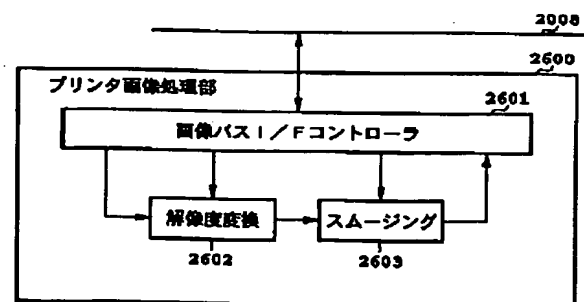 2008
2600
プリンタ画像処理部
2601
画像バスI／Fコントローラ
解像度変換
スムージング
2602
2603